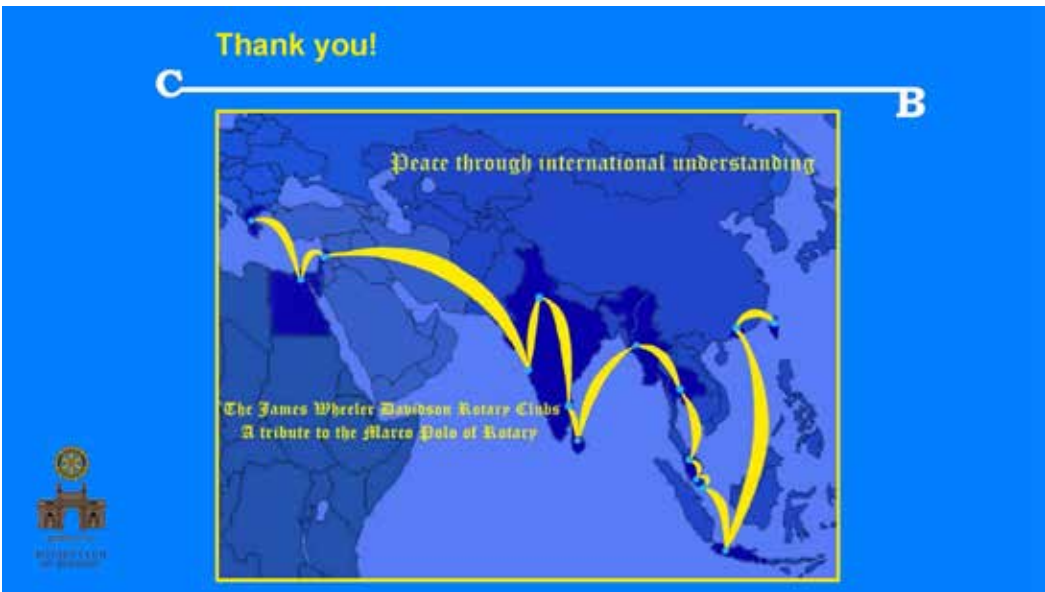 Thank you!
C
B
Peace through international understanding
The James Wheeler Davidson Rotary Clubs
A tribute to the Marco Polo of Rotary